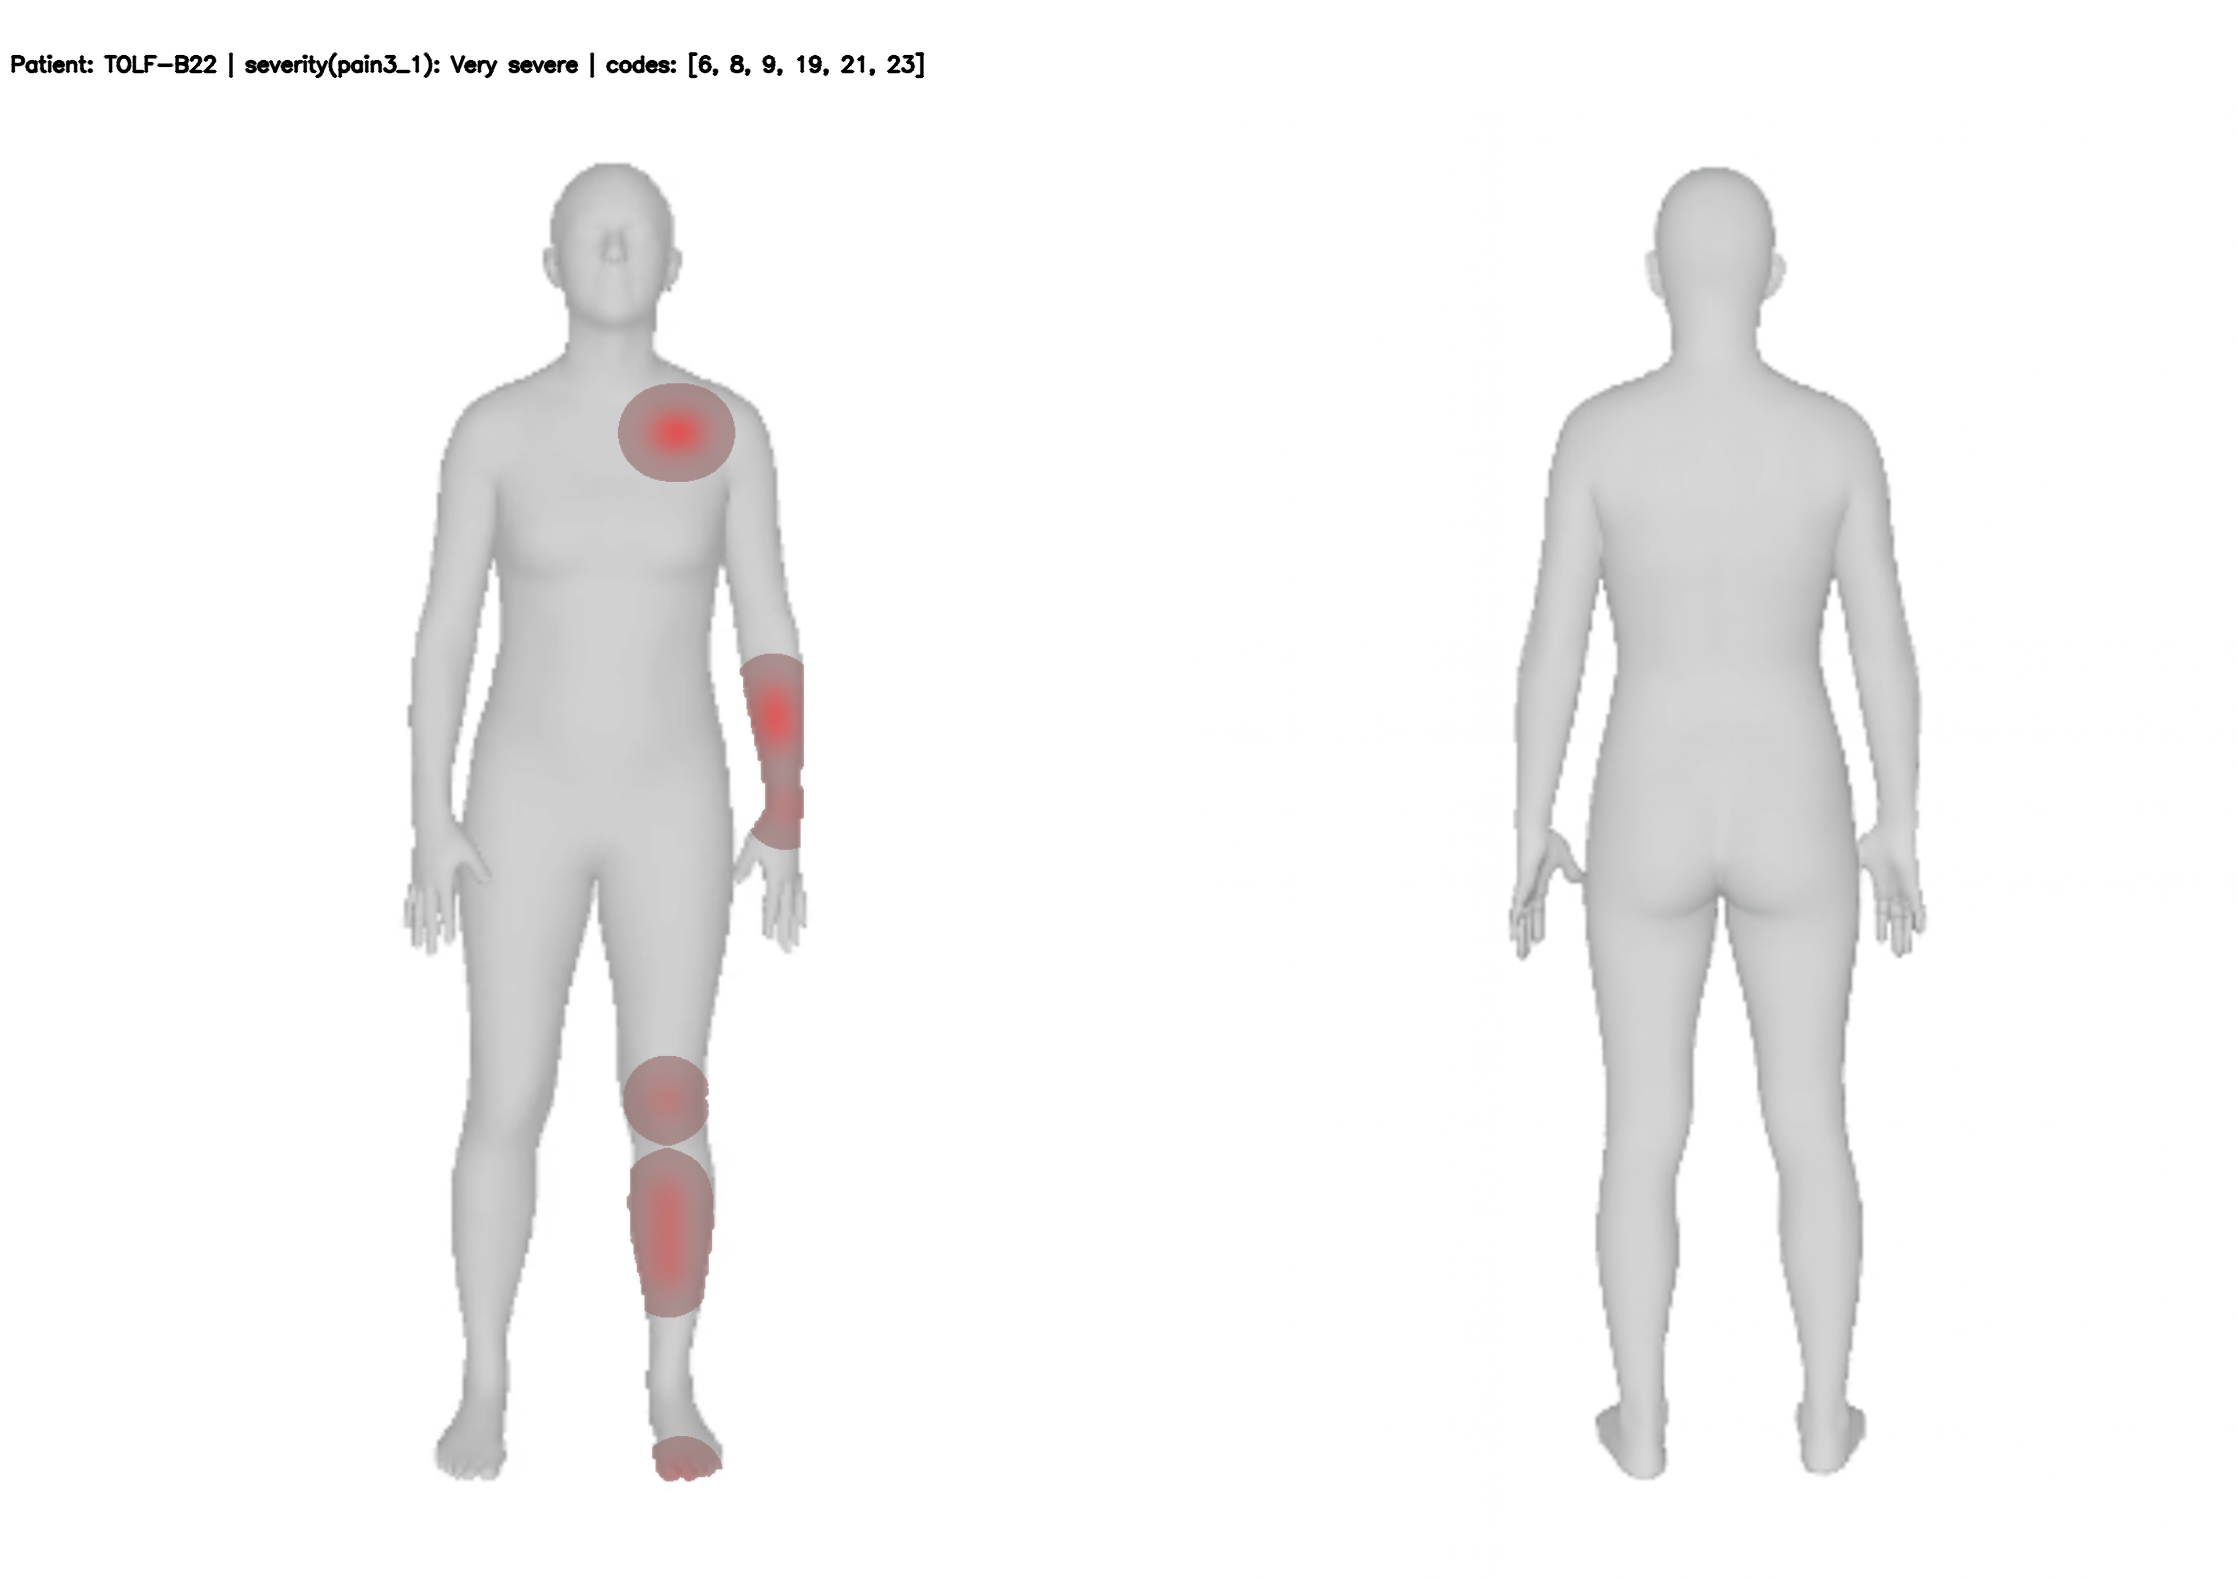 Patient: TOLF-B22 | severity(pain3_1): Very severe | codes: [6, 8, 9, 19, 21, 23]